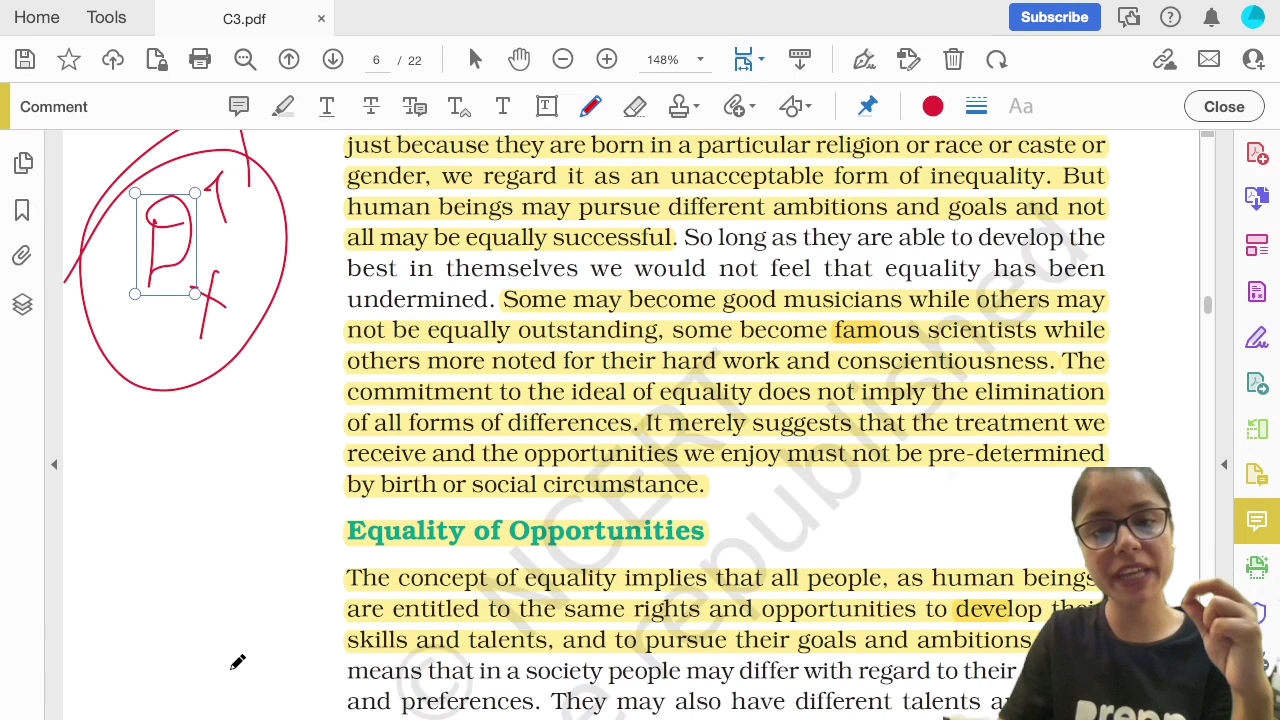 Home Tools C3.pdf × Subscribe
6 / 22 148%
Comment Aa Close
just because they are born in a particular religion or race or caste or
gender, we regard it as an unacceptable form of inequality. But
human beings may pursue different ambitions and goals and not
all may be equally successful. So long as they are able to develop the
best in themselves we would not feel that equality has been
undermined. Some may become good musicians while others may
not be equally outstanding, some become famous scientists while
others more noted for their hard work and conscientiousness. The
commitment to the ideal of equality does not imply the elimination
of all forms of differences. It merely suggests that the treatment we
receive and the opportunities we enjoy must not be pre-determined
by birth or social circumstance.
Equality of Opportunities
The concept of equality implies that all people, as human beings
are entitled to the same rights and opportunities to develop their
skills and talents, and to pursue their goals and ambitions
means that in a society people may differ with regard to their
and preferences. They may also have different talents
© NCERT
be republished